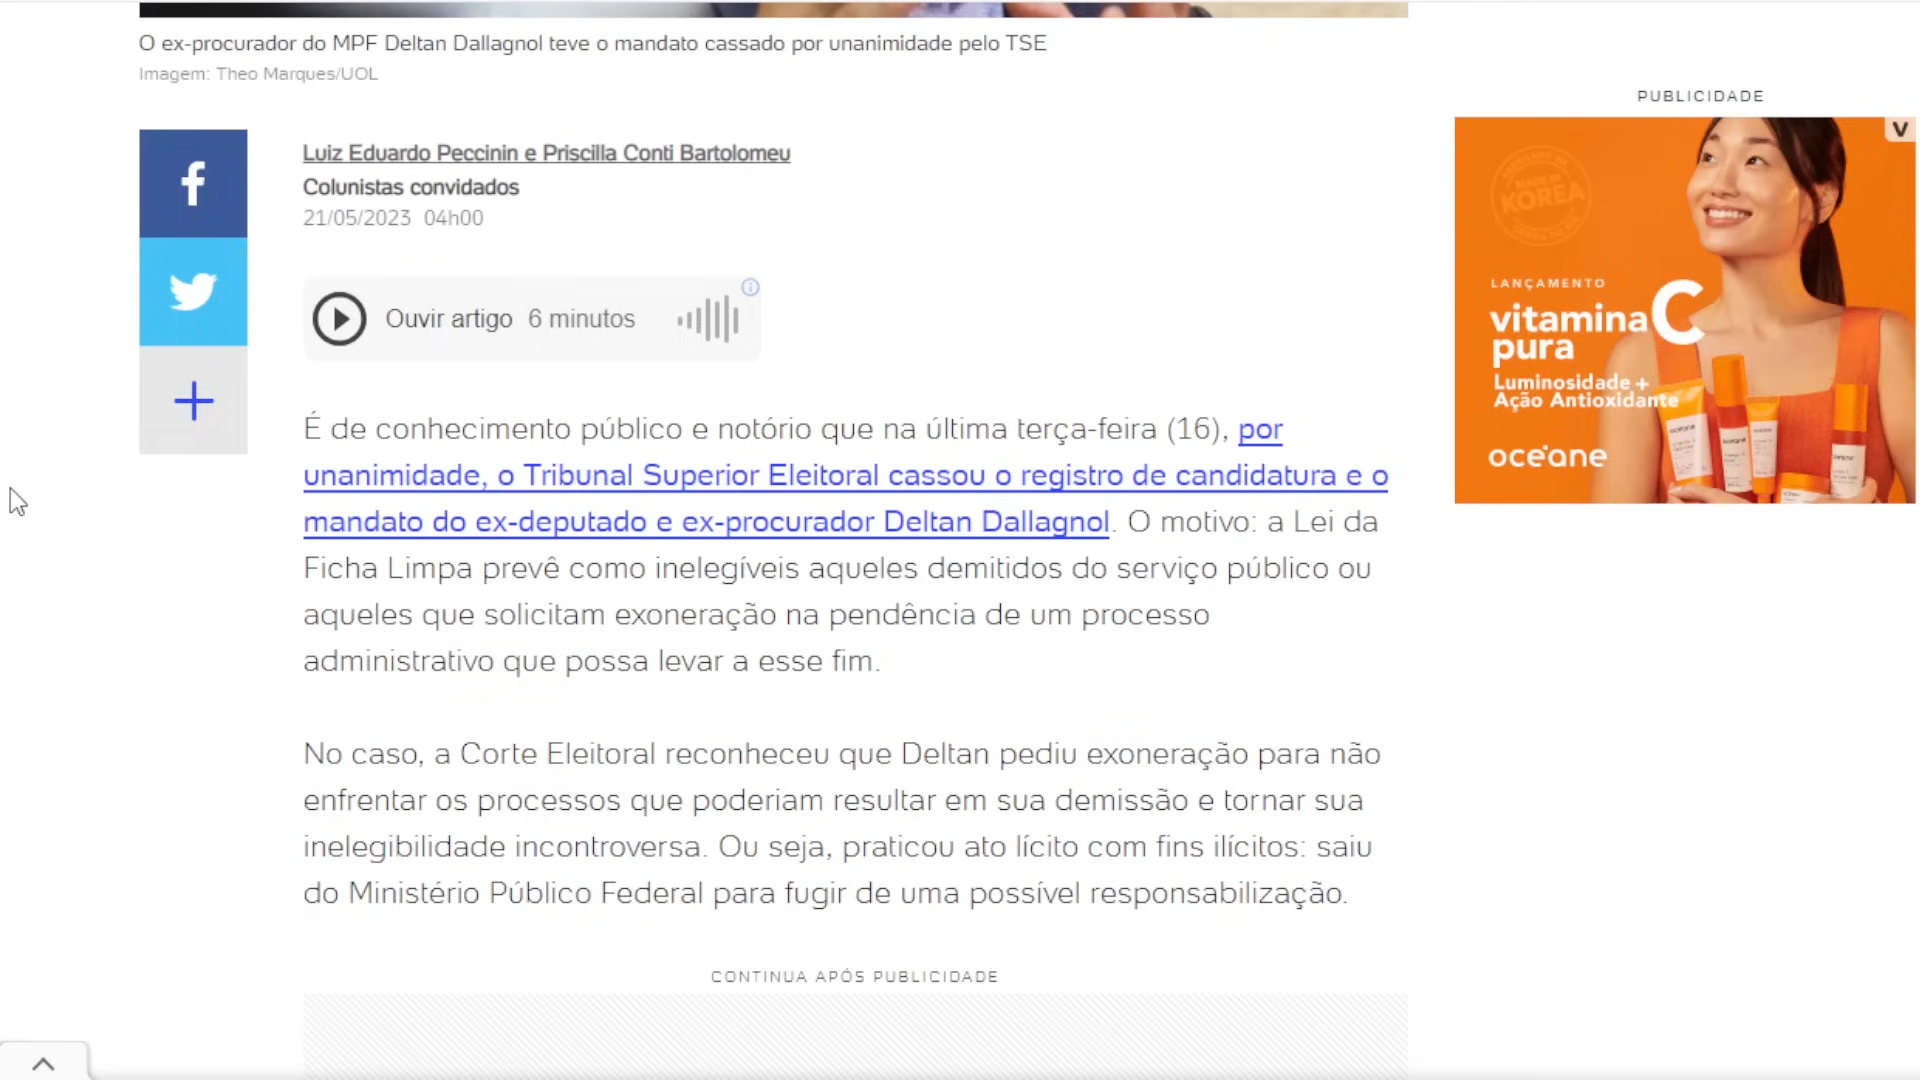 O ex-procurador do MPF Deltan Dallagnol teve o mandato cassado por unanimidade pelo TSE
Imagem: Theo Marques/UOL
PUBLICIDADE
Luiz Eduardo Peccinin e Priscilla Conti Bartolomeu
Colunistas convidados
21/05/2023 04h00
Ouvir artigo 6 minutos
É de conhecimento público e notório que na última terça-feira (16), por
unanimidade, o Tribunal Superior Eleitoral cassou o registro de candidatura e o
mandato do ex-deputado e ex-procurador Deltan Dallagnol. O motivo: a Lei da
Ficha Limpa prevê como inelegíveis aqueles demitidos do serviço público ou
aqueles que solicitam exoneração na pendência de um processo
administrativo que possa levar a esse fim.
No caso, a Corte Eleitoral reconheceu que Deltan pediu exoneração para não
enfrentar os processos que poderiam resultar em sua demissão e tornar sua
inelegibilidade incontroversa. Ou seja, praticou ato lícito com fins ilícitos: saiu
do Ministério Público Federal para fugir de uma possível responsabilização.
CONTINUA APÓS PUBLICIDADE
V
MADE IN
KOREA
LANÇAMENTO
vitamina C
pura
Luminosidade +
Ação Antioxidante
océane